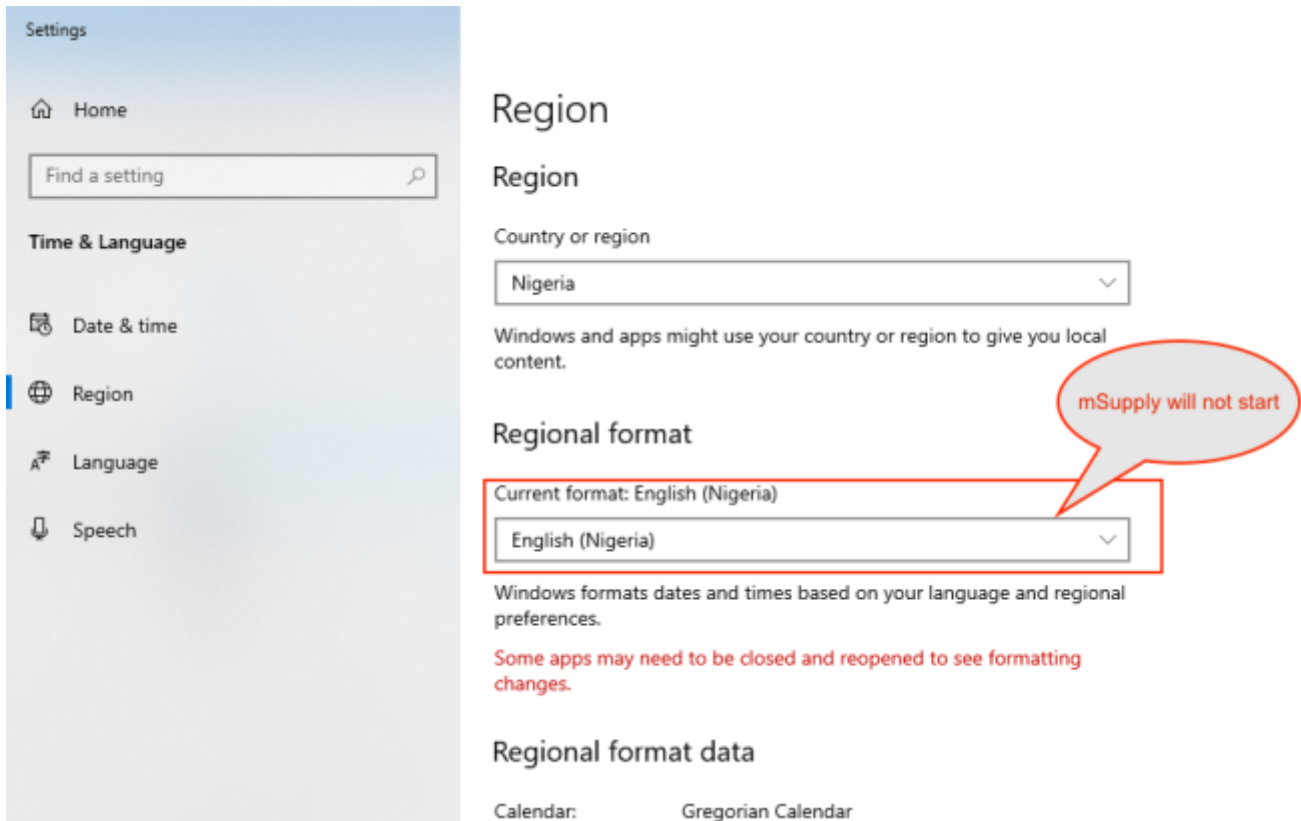 Settings
Home
Find a setting
Time & Language
Date & time
Region
Language
Speech
Region
Region
Country or region
Nigeria
Windows and apps might use your country or region to give you local
content.
mSupply will not start
Regional format
Current format: English (Nigeria)
English (Nigeria)
Windows formats dates and times based on your language and regional
preferences.
Some apps may need to be closed and reopened to see formatting
changes.
Regional format data
Calendar: Gregorian Calendar